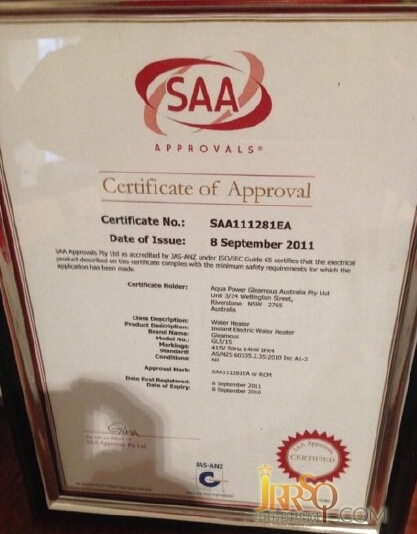 SAA
APPROVALS®
Certificate of Approval
Certificate No.: SAA111281EA
Date of Issue: 8 September 2011
SAA Approvals Pty Ltd as accredited by JAS-ANZ under ISO/IEC Guide 65 certifies that the electrical
product described on this certificate complies with the minimum safety requirements for which the
application has been made.
Certificate Holder: Aqua Power Gleamous Australia Pty Ltd
Unit 3/24 Wellington Street,
Riverstone NSW 2765
Australia
Class Description: Water Heater
Product Description: Instant Electric Water Heater
Brand Name: Gleamous
Model No.: GL5/15
Markings: 415V 50Hz 14kW IPX4
Standard: AS/NZS 60335.2.35:2010 Inc A1-3
Conditions: Nil
Approval Mark: SAA111281EA or RCM
Date First Registered: 8 September 2011
Date of Expiry: 8 September 2016
SAA Approvals Pty Ltd
JAS-ANZ
SAA Approvals
CERTIFIED
.COM